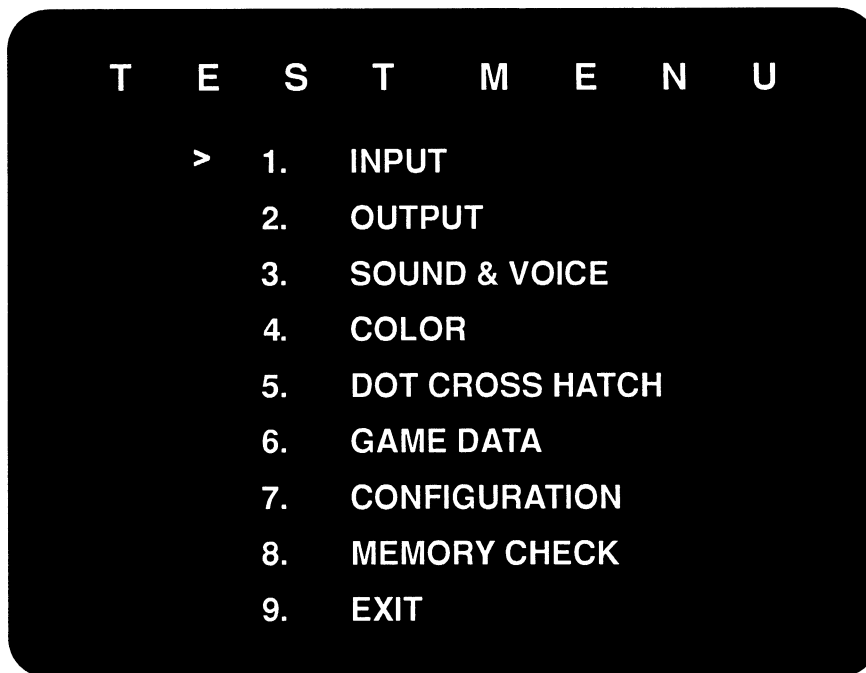 T E S T M E N U
> 1. INPUT
2. OUTPUT
3. SOUND & VOICE
4. COLOR
5. DOT CROSS HATCH
6. GAME DATA
7. CONFIGURATION
8. MEMORY CHECK
9. EXIT